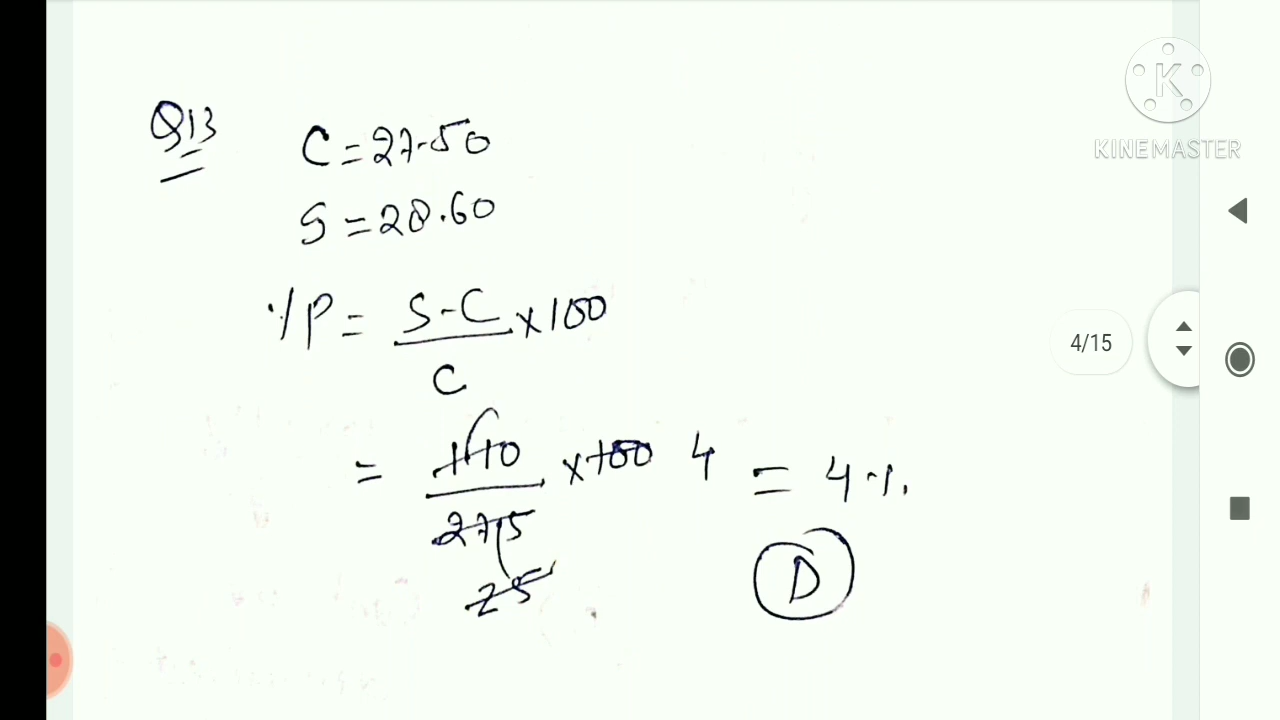 Q13
C = 27.50
S = 28.60
KINEMASTER
K
%P = S-C/C × 100
4/15
= 110/275 × 100 4 = 4%
25
D